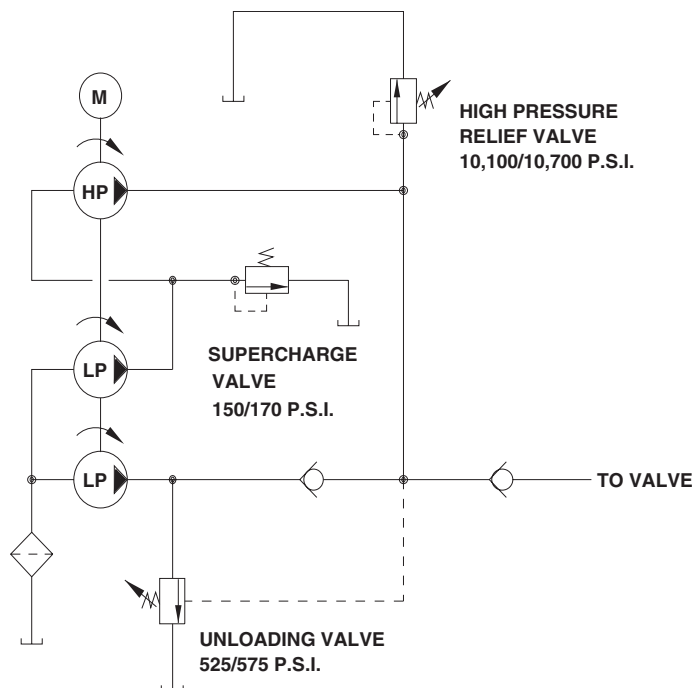 M
HIGH PRESSURE
RELIEF VALVE
10,100/10,700 P.S.I.
HP
SUPERCHARGE
VALVE
150/170 P.S.I.
LP
LP
TO VALVE
UNLOADING VALVE
525/575 P.S.I.